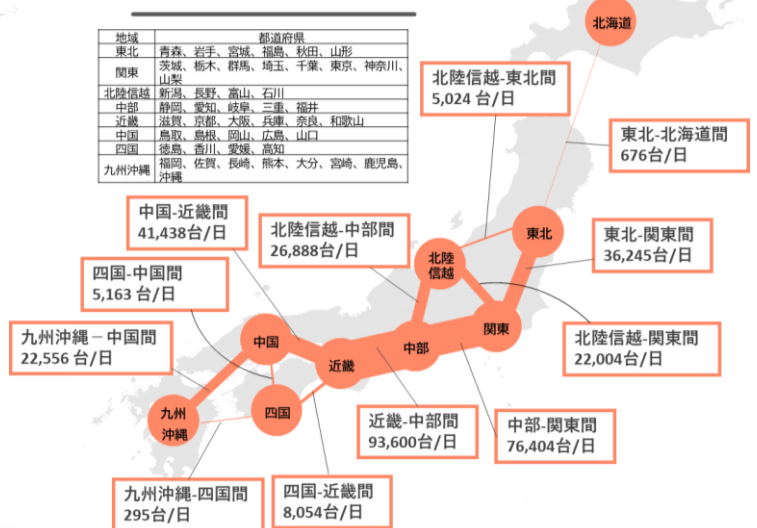 地域 都道府県
東北 青森、岩手、宮城、福島、秋田、山形
関東 茨城、栃木、群馬、埼玉、千葉、東京、神奈川、
山梨
北陸信越 新潟、長野、富山、石川
中部 静岡、愛知、岐阜、三重、福井
近畿 滋賀、京都、大阪、兵庫、奈良、和歌山
中国 鳥取、島根、岡山、広島、山口
四国 徳島、香川、愛媛、高知
九州沖縄 福岡、佐賀、長崎、熊本、大分、宮崎、鹿児島、
沖縄
北海道
北陸信越-東北間
5,024 台/日
東北-北海道間
676台/日
中国-近畿間
41,438台/日
北陸信越-中部間
26,888台/日
東北
東北-関東間
36,245台/日
四国-中国間
5,163 台/日
北陸
信越
九州沖縄－中国間
22,556 台/日
中国
近畿
中部
関東
北陸信越-関東間
22,004台/日
九州
沖縄
四国
近畿-中部間
93,600台/日
中部-関東間
76,404台/日
九州沖縄-四国間
295台/日
四国-近畿間
8,054台/日